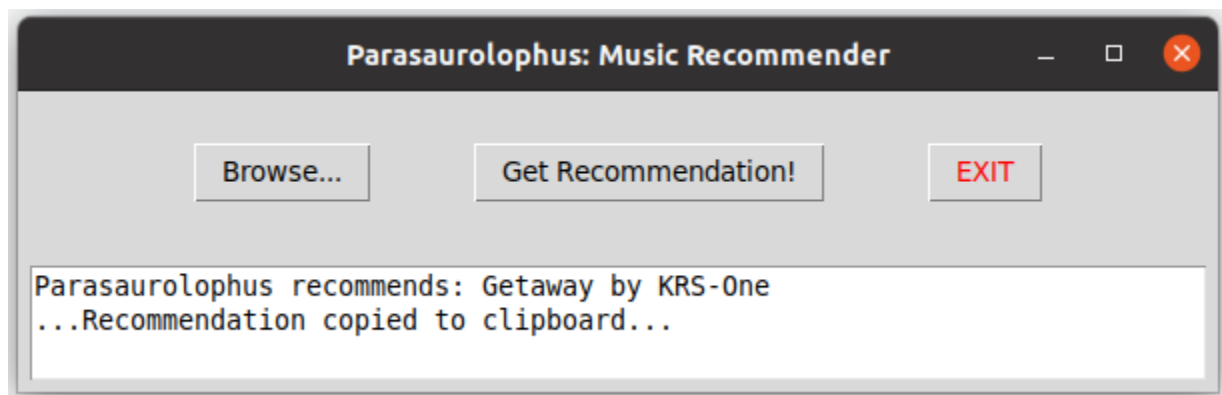 Parasaurolophus: Music Recommender
Browse... Get Recommendation! EXIT
Parasaurolophus recommends: Getaway by KRS-One
...Recommendation copied to clipboard...